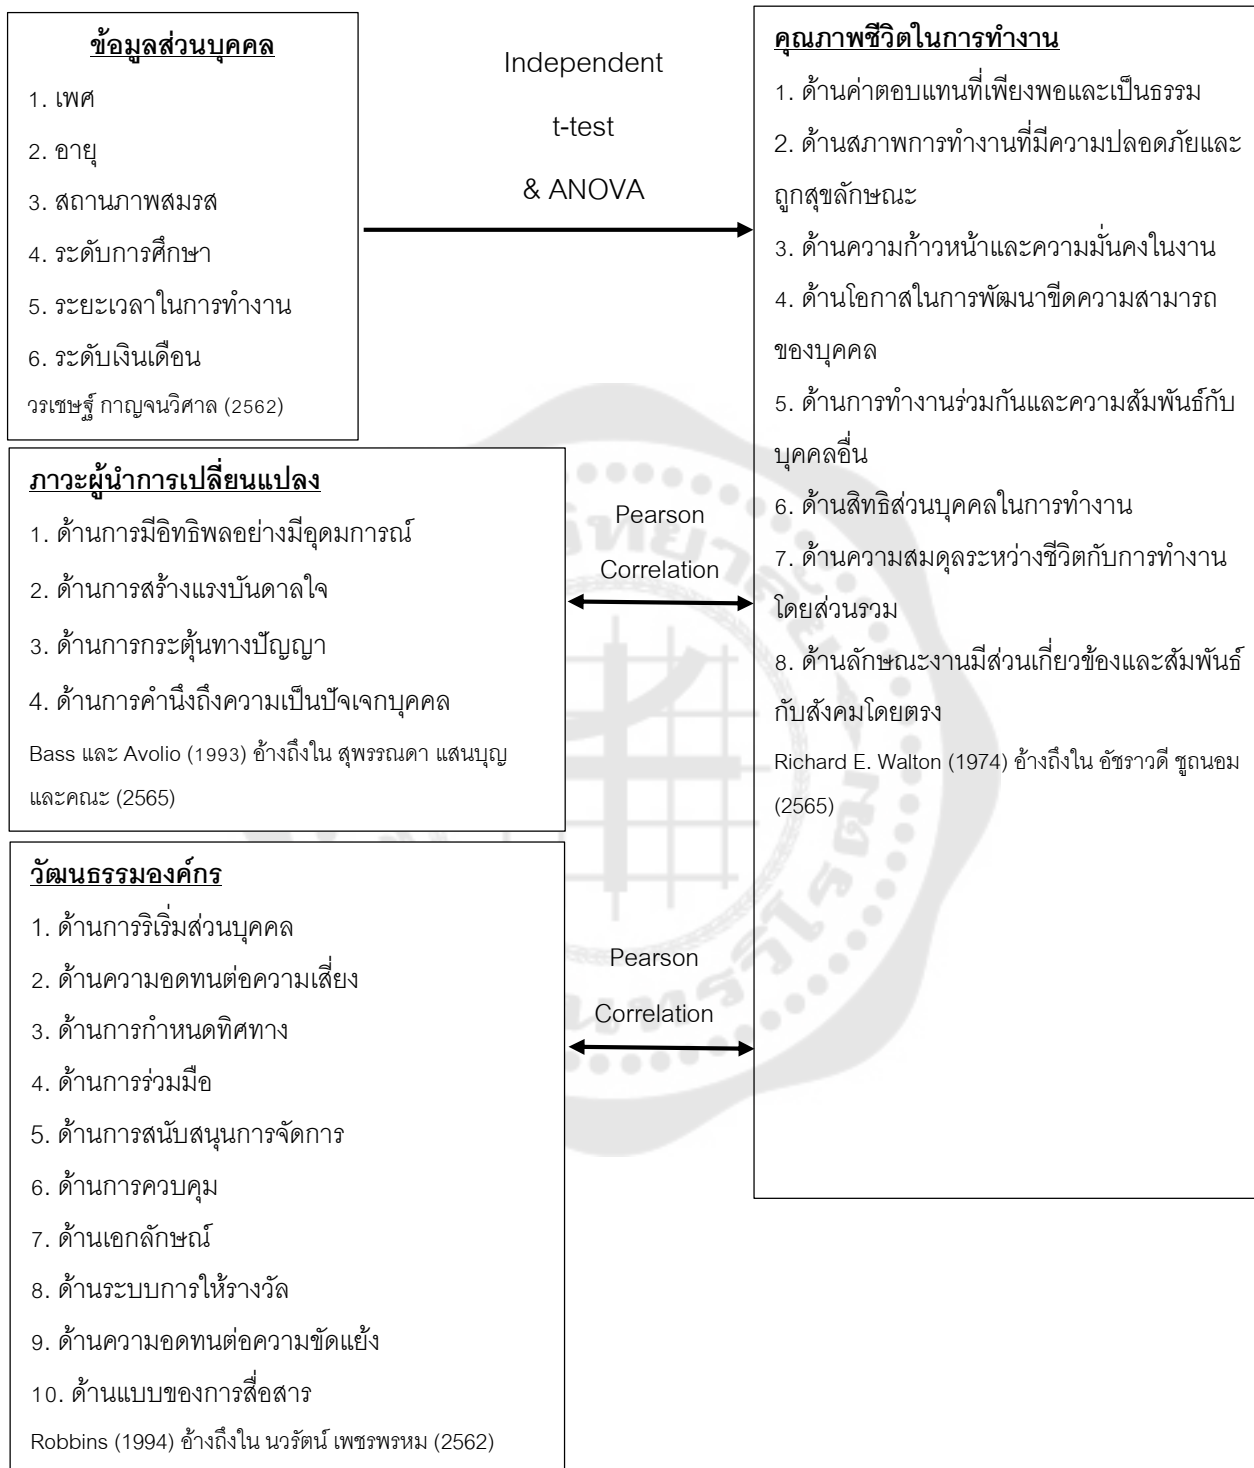 ข้อมูลส่วนบุคคล
1. เพศ
2. อายุ
3. สถานภาพสมรส
4. ระดับการศึกษา
5. ระยะเวลาในการทำงาน
6. ระดับเงินเดือน
วรเชษฐ์ กาญจนวิศาล (2562)
Independent
t-test
& ANOVA
ภาวะผู้นำการเปลี่ยนแปลง
1. ด้านการมีอิทธิพลอย่างมีอุดมการณ์
2. ด้านการสร้างแรงบันดาลใจ
3. ด้านการกระตุ้นทางปัญญา
4. ด้านการคำนึงถึงความเป็นปัจเจกบุคคล
Bass และ Avolio (1993) อ้างถึงใน สุพรรณดา แสนบุญ
และคณะ (2565)
Pearson
Correlation
วัฒนธรรมองค์กร
1. ด้านการริเริ่มส่วนบุคคล
2. ด้านความอดทนต่อความเสี่ยง
3. ด้านการกำหนดทิศทาง
4. ด้านการร่วมมือ
5. ด้านการสนับสนุนการจัดการ
6. ด้านการควบคุม
7. ด้านเอกลักษณ์
8. ด้านระบบการให้รางวัล
9. ด้านความอดทนต่อความขัดแย้ง
10. ด้านแบบของการสื่อสาร
Robbins (1994) อ้างถึงใน นวรัตน์ เพชรพรหม (2562)
Pearson
Correlation
คุณภาพชีวิตในการทำงาน
1. ด้านค่าตอบแทนที่เพียงพอและเป็นธรรม
2. ด้านสภาพการทำงานที่มีความปลอดภัยและ
ถูกสุขลักษณะ
3. ด้านความก้าวหน้าและความมั่นคงในงาน
4. ด้านโอกาสในการพัฒนาขีดความสามารถ
ของบุคคล
5. ด้านการทำงานร่วมกันและความสัมพันธ์กับ
บุคคลอื่น
6. ด้านสิทธิส่วนบุคคลในการทำงาน
7. ด้านความสมดุลระหว่างชีวิตกับการทำงาน
โดยส่วนรวม
8. ด้านลักษณะงานมีส่วนเกี่ยวข้องและสัมพันธ์
กับสังคมโดยตรง
Richard E. Walton (1974) อ้างถึงใน อัชราวดี ชูถนอม
(2565)